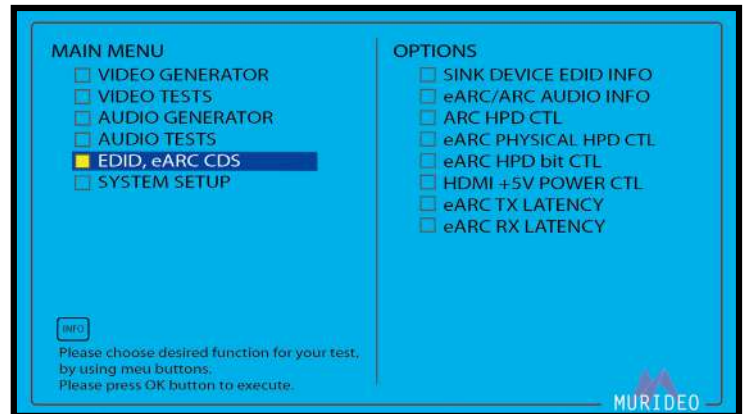 MAIN MENU
VIDEO GENERATOR
VIDEO TESTS
AUDIO GENERATOR
AUDIO TESTS
EDID, eARC CDS
SYSTEM SETUP
OPTIONS
SINK DEVICE EDID INFO
eARC/ARC AUDIO INFO
ARC HPD CTL
eARC PHYSICAL HPD CTL
eARC HPD bit CTL
HDMI +5V POWER CTL
eARC TX LATENCY
eARC RX LATENCY
INFO
Please choose desired function for your test,
by using meu buttons.
Please press OK button to execute.
MURIDEO